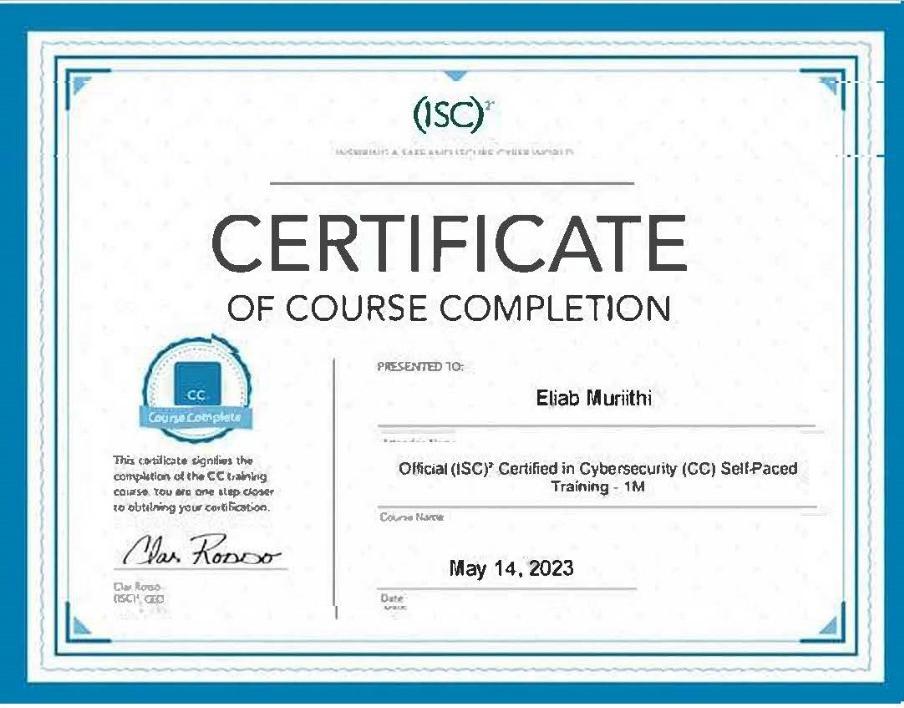 (ISC)²
INSPIRING A SAFE AND SECURE CYBER WORLD
CERTIFICATE
OF COURSE COMPLETION
CC
Course Complete
This certificate signifies the
completion of the CC training
course. You are one step closer
to obtaining your certification.
Clar Rosso
Clar Rosso
(ISC)², CEO
PRESENTED TO:
Eliab Muriithi
Attendee Name
Official (ISC)² Certified in Cybersecurity (CC) Self-Paced
Training - 1M
Course Name
May 14, 2023
Date